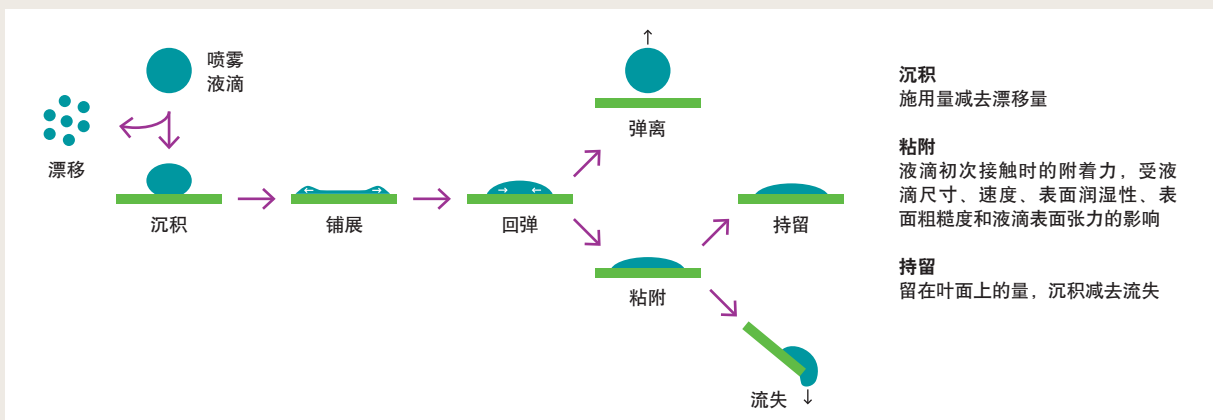 喷雾
液滴
漂移
沉积
铺展
回弹
弹离
粘附
持留
流失
沉积
施用量减去漂移量
粘附
液滴初次接触时的附着力，受液
滴尺寸、速度、表面润湿性、表
面粗糙度和液滴表面张力的影响
持留
留在叶面上的量，沉积减去流失